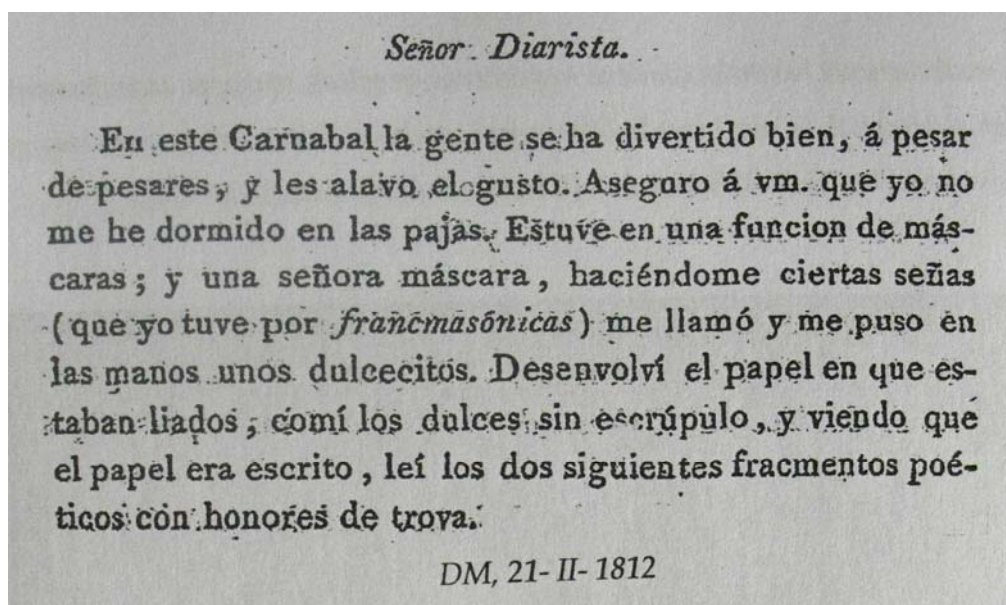 Señor Diarista.
En este Carnabal la gente se ha divertido bien, á pesar
de pesares, y les alavo el gusto. Aseguro á vm. que yo no
me he dormido en las pajas. Estuve en una funcion de más-
caras; y una señora máscara, haciéndome ciertas señas
(que yo tuve por francmasónicas) me llamó y me puso en
las manos unos dulcecitos. Desenvolví el papel en que es-
taban liados, comí los dulces sin escrúpulo, y viendo que
el papel era escrito, leí los dos siguientes fracmentos poé-
ticos con honores de trova.
DM, 21- II- 1812